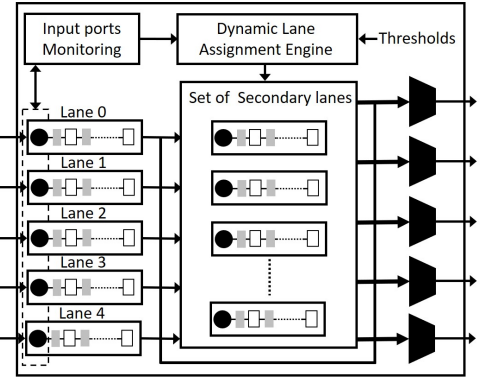 Input ports
Monitoring
Dynamic Lane
Assignment Engine
Thresholds
Set of Secondary lanes
Lane 0
Lane 1
Lane 2
Lane 3
Lane 4